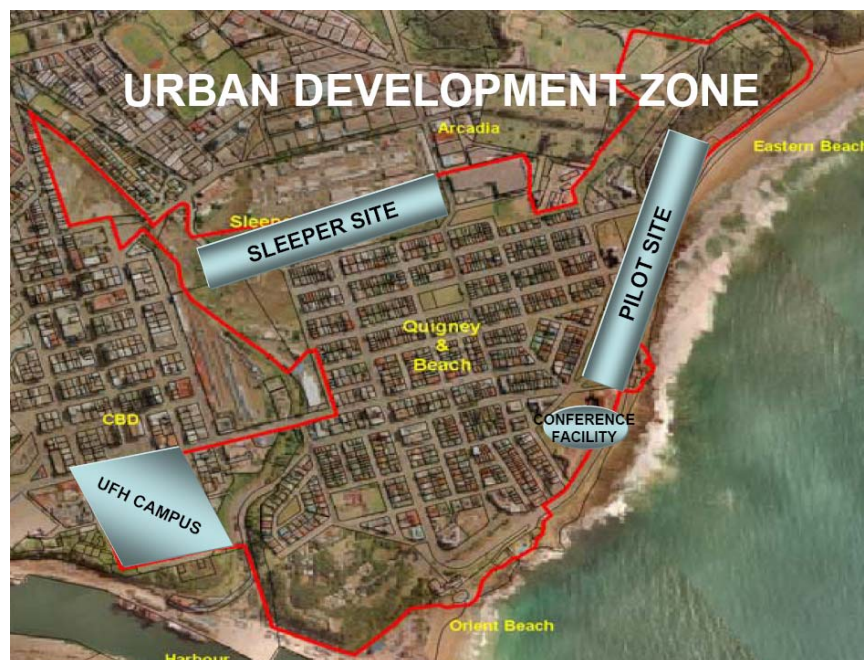 URBAN DEVELOPMENT ZONE
Arcadia
Eastern Beach
SLEEPER SITE
PILOT SITE
Quigney
&
Beach
CONFERENCE
FACILITY
CBD
UFH CAMPUS
Orient Beach
Harbour